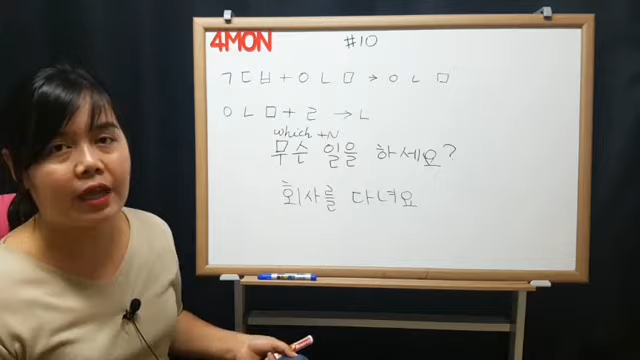 4MON #10
ㄱㄷㅂ+ㅇㄴㅁ→ㅇㄴㅁ
ㅇㄴㅁ+ㄹ →ㄴ
which +N
무슨 일을 하세요?
회사를 다녀요